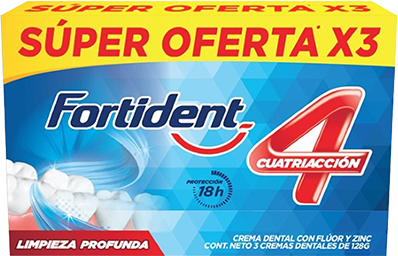 SÚPER OFERTA* X3
Fortident
4
CUATRIACCIÓN
PROTECCIÓN
18h
LIMPIEZA PROFUNDA
CREMA DENTAL CON FLÚOR Y ZINC
CONT. NETO 3 CREMAS DENTALES DE 128G